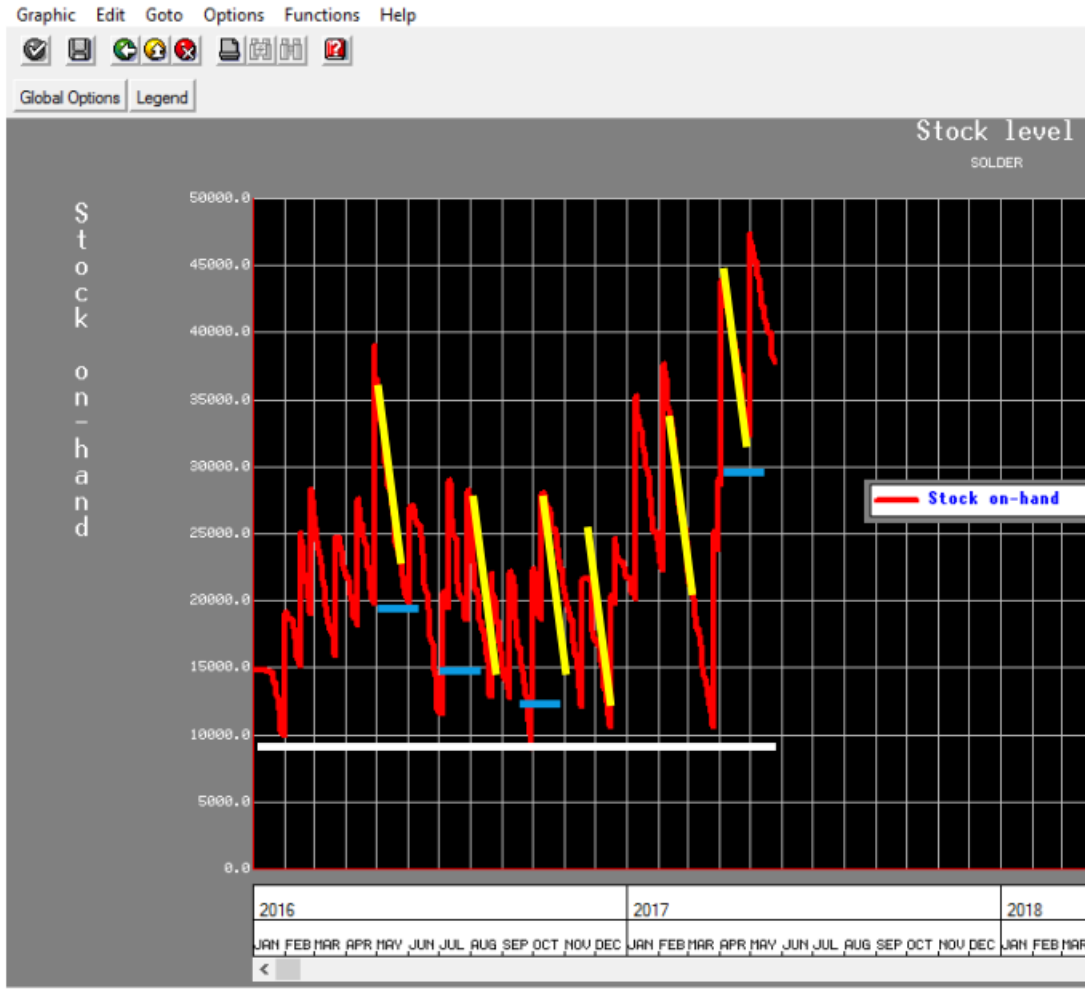 Graphic Edit Goto Options Functions Help
Global Options Legend
Stock level
SOLDER
Stock on-hand
50000.0
45000.0
40000.0
35000.0
30000.0
25000.0
20000.0
15000.0
10000.0
5000.0
0.0
Stock on-hand
2016 2017 2018
JAN FEB MAR APR MAY JUN JUL AUG SEP OCT NOV DEC JAN FEB MAR APR MAY JUN JUL AUG SEP OCT NOV DEC JAN FEB MAR